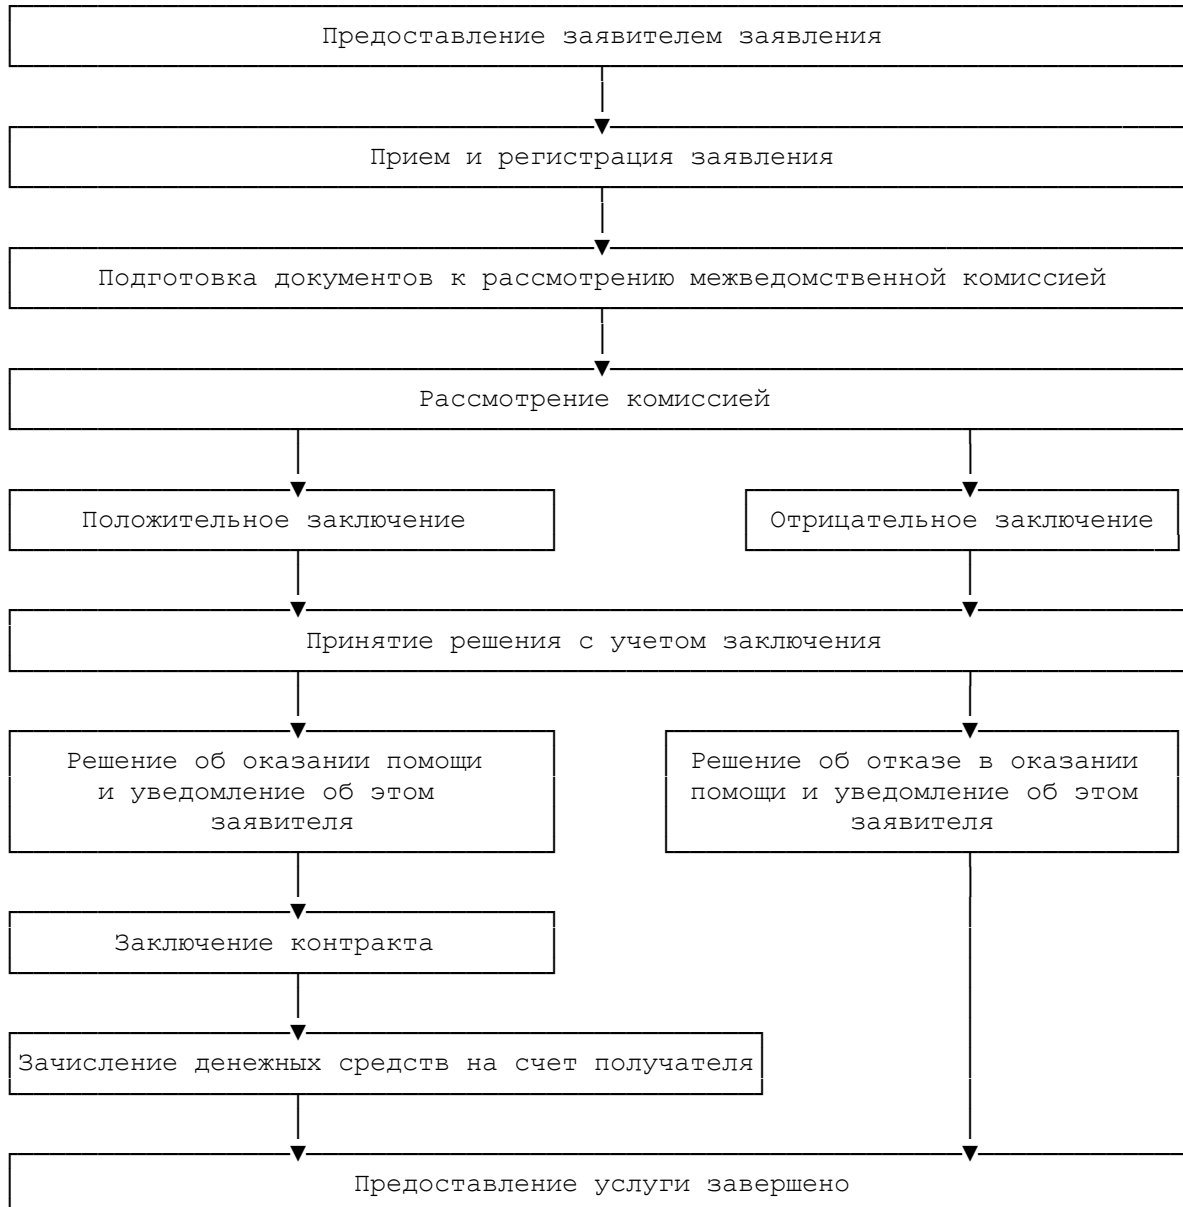 Предоставление заявителем заявления
Прием и регистрация заявления
Подготовка документов к рассмотрению межведомственной комиссией
Рассмотрение комиссией
Положительное заключение
Отрицательное заключение
Принятие решения с учетом заключения
Решение об оказании помощи
и уведомление об этом
заявителя
Решение об отказе в оказании
помощи и уведомление об этом
заявителя
Заключение контракта
Зачисление денежных средств на счет получателя
Предоставление услуги завершено